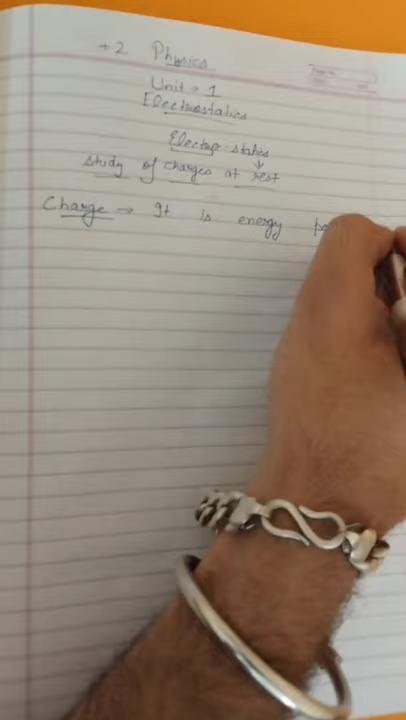 +2 Physics
Unit - 1
Electrostatics
Electro statics
↓
study of charges at rest
Charge → It is energy